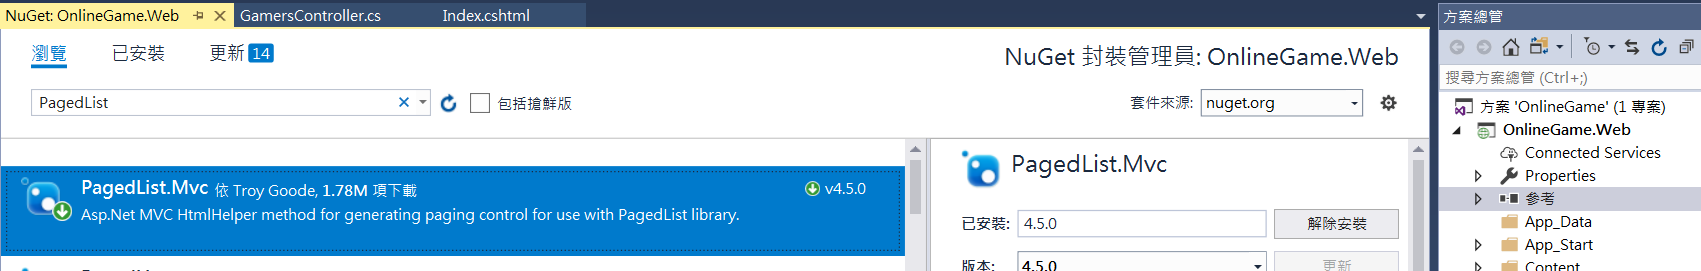 NuGet: OnlineGame.Web
GamersController.cs
Index.cshtml
方案總管
瀏覽
已安裝
更新 14
NuGet 封裝管理員: OnlineGame.Web
PagedList
包括搶鮮版
套件來源: nuget.org
PagedList.Mvc 依 Troy Goode, 1.78M 項下載
v4.5.0
Asp.Net MVC HtmlHelper method for generating paging control for use with PagedList library.
PagedList.Mvc
已安裝: 4.5.0
解除安裝
版本: 4.5.0
更新
搜尋方案總管 (Ctrl+;)
方案 'OnlineGame' (1 專案)
OnlineGame.Web
Connected Services
Properties
參考
App_Data
App_Start
Content